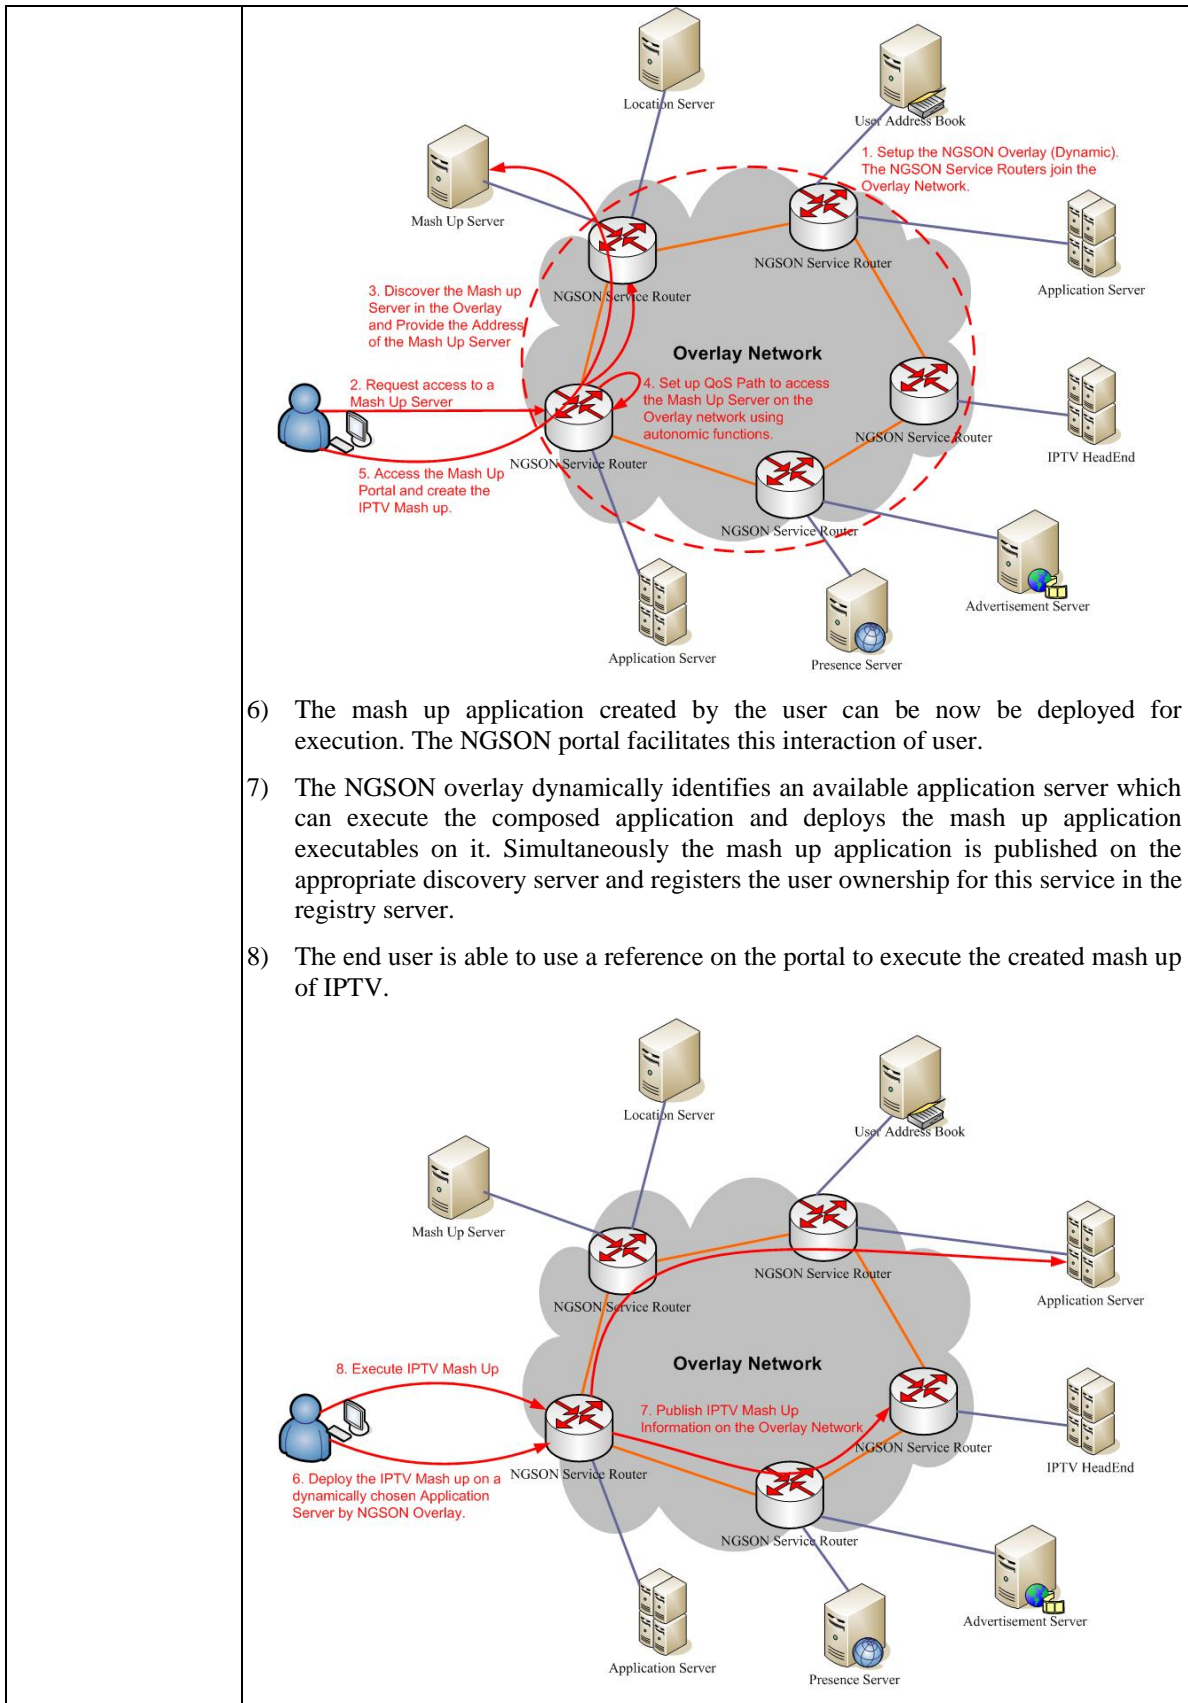 Location Server
User Address Book
1. Setup the NGSON Overlay (Dynamic).
The NGSON Service Routers join the
Overlay Network.
Mash Up Server
NGSON Service Router
Application Server
3. Discover the Mash up
Server in the Overlay
and Provide the Address
of the Mash Up Server
NGSON Service Router
Overlay Network
2. Request access to a
Mash Up Server
4. Set up QoS Path to access
the Mash Up Server on the
Overlay network using
autonomic functions.
NGSON Service Router
IPTV HeadEnd
NGSON Service Router
5. Access the Mash Up
Portal and create the
IPTV Mash up.
NGSON Service Router
Advertisement Server
Application Server
Presence Server
6) The mash up application created by the user can be now be deployed for
execution. The NGSON portal facilitates this interaction of user.
7) The NGSON overlay dynamically identifies an available application server which
can execute the composed application and deploys the mash up application
executables on it. Simultaneously the mash up application is published on the
appropriate discovery server and registers the user ownership for this service in the
registry server.
8) The end user is able to use a reference on the portal to execute the created mash up
of IPTV.
Location Server
User Address Book
Mash Up Server
NGSON Service Router
Application Server
NGSON Service Router
Overlay Network
8. Execute IPTV Mash Up
7. Publish IPTV Mash Up
Information on the Overlay Network
NGSON Service Router
IPTV HeadEnd
NGSON Service Router
6. Deploy the IPTV Mash up on a
dynamically chosen Application
Server by NGSON Overlay.
NGSON Service Router
Advertisement Server
Application Server
Presence Server